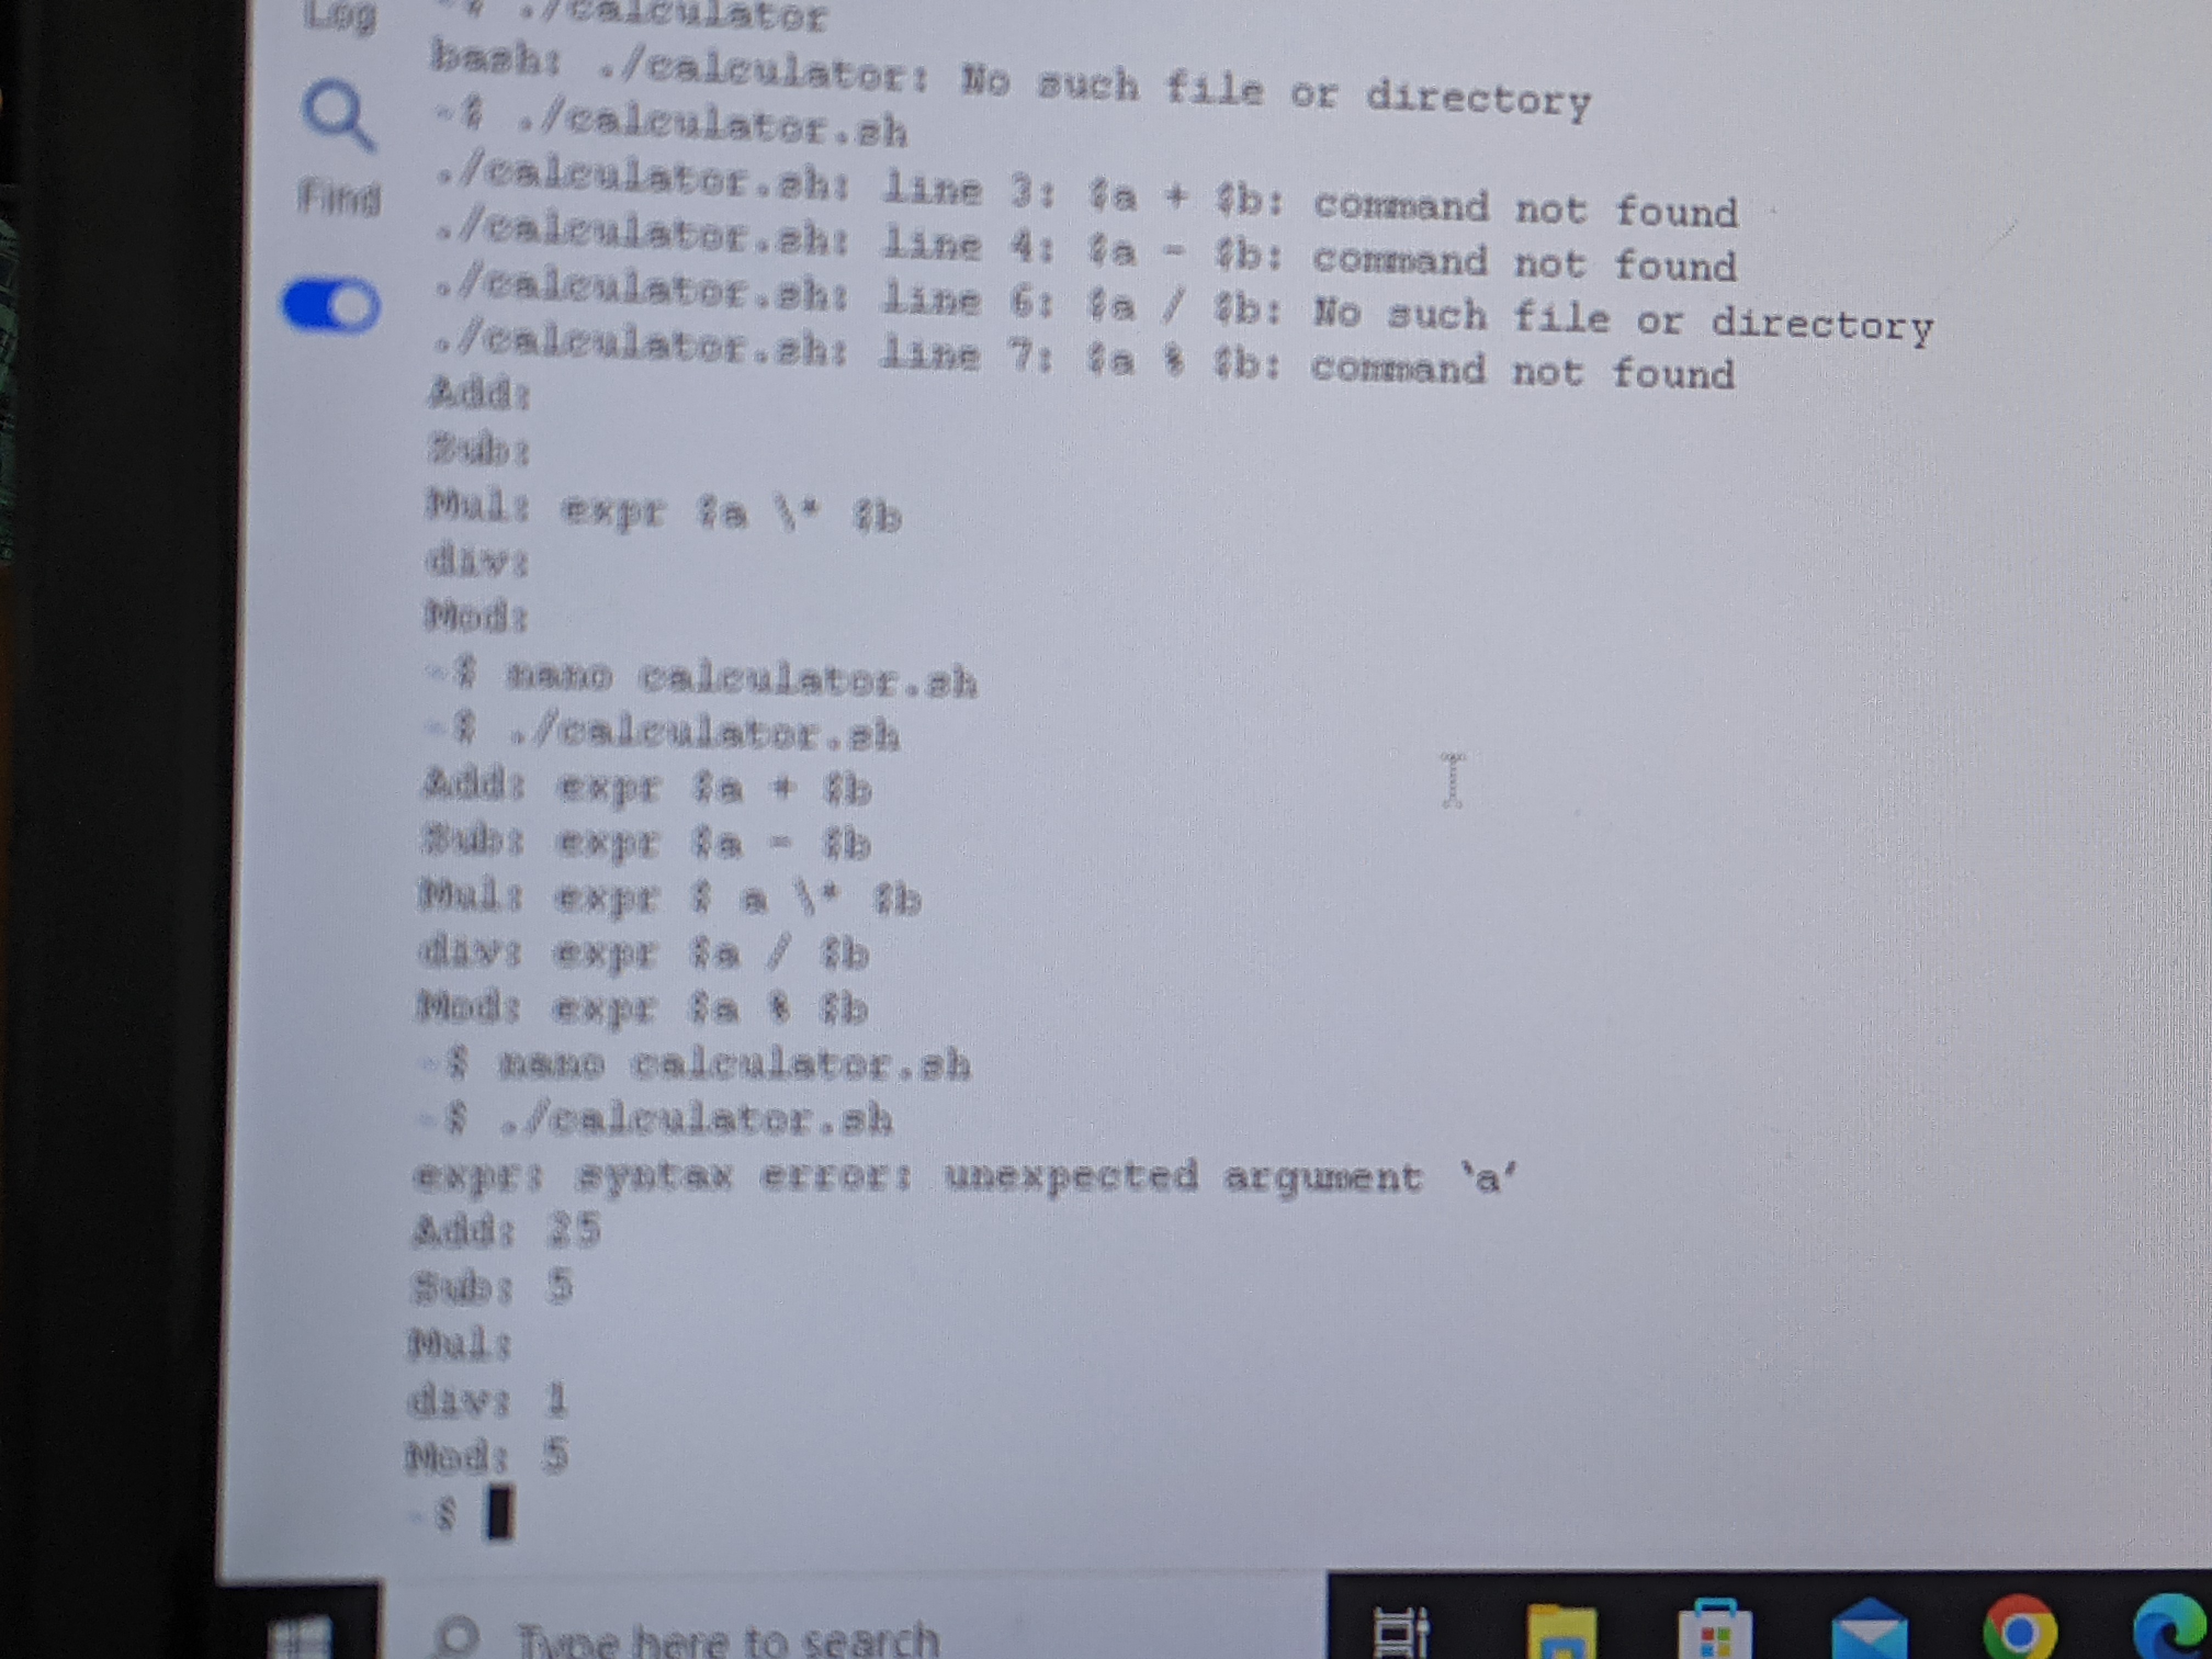 Log
~$ ./calculator
bash: ./calculator: No such file or directory
~$ ./calculator.sh
Find
./calculator.sh: line 3: $a + $b: command not found
./calculator.sh: line 4: $a - $b: command not found
./calculator.sh: line 6: $a / $b: No such file or directory
./calculator.sh: line 7: $a % $b: command not found
Add:
Sub:
Mul: expr $a \* $b
div:
Mod:
~$ nano calculator.sh
~$ ./calculator.sh
Add: expr $a + $b
Sub: expr $a - $b
Mul: expr $ a \* $b
div: expr $a / $b
Mod: expr $a % $b
~$ nano calculator.sh
~$ ./calculator.sh
expr: syntax error: unexpected argument ‘a’
Add: 25
Sub: 5
Mul:
div: 1
Mod: 5
~$
Type here to search